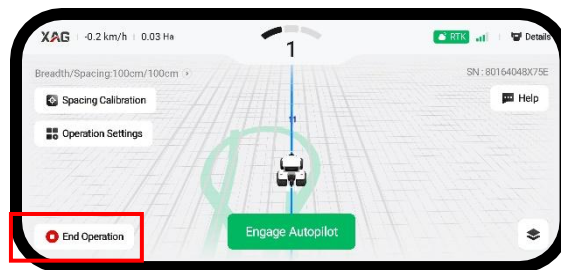 XAG -0.2 km/h 0.03 Ha
1
RTK Details
Breadth/Spacing:100cm/100cm
SN: 80164048X75E
Spacing Calibration
Help
Operation Settings
11
End Operation
Engage Autopilot